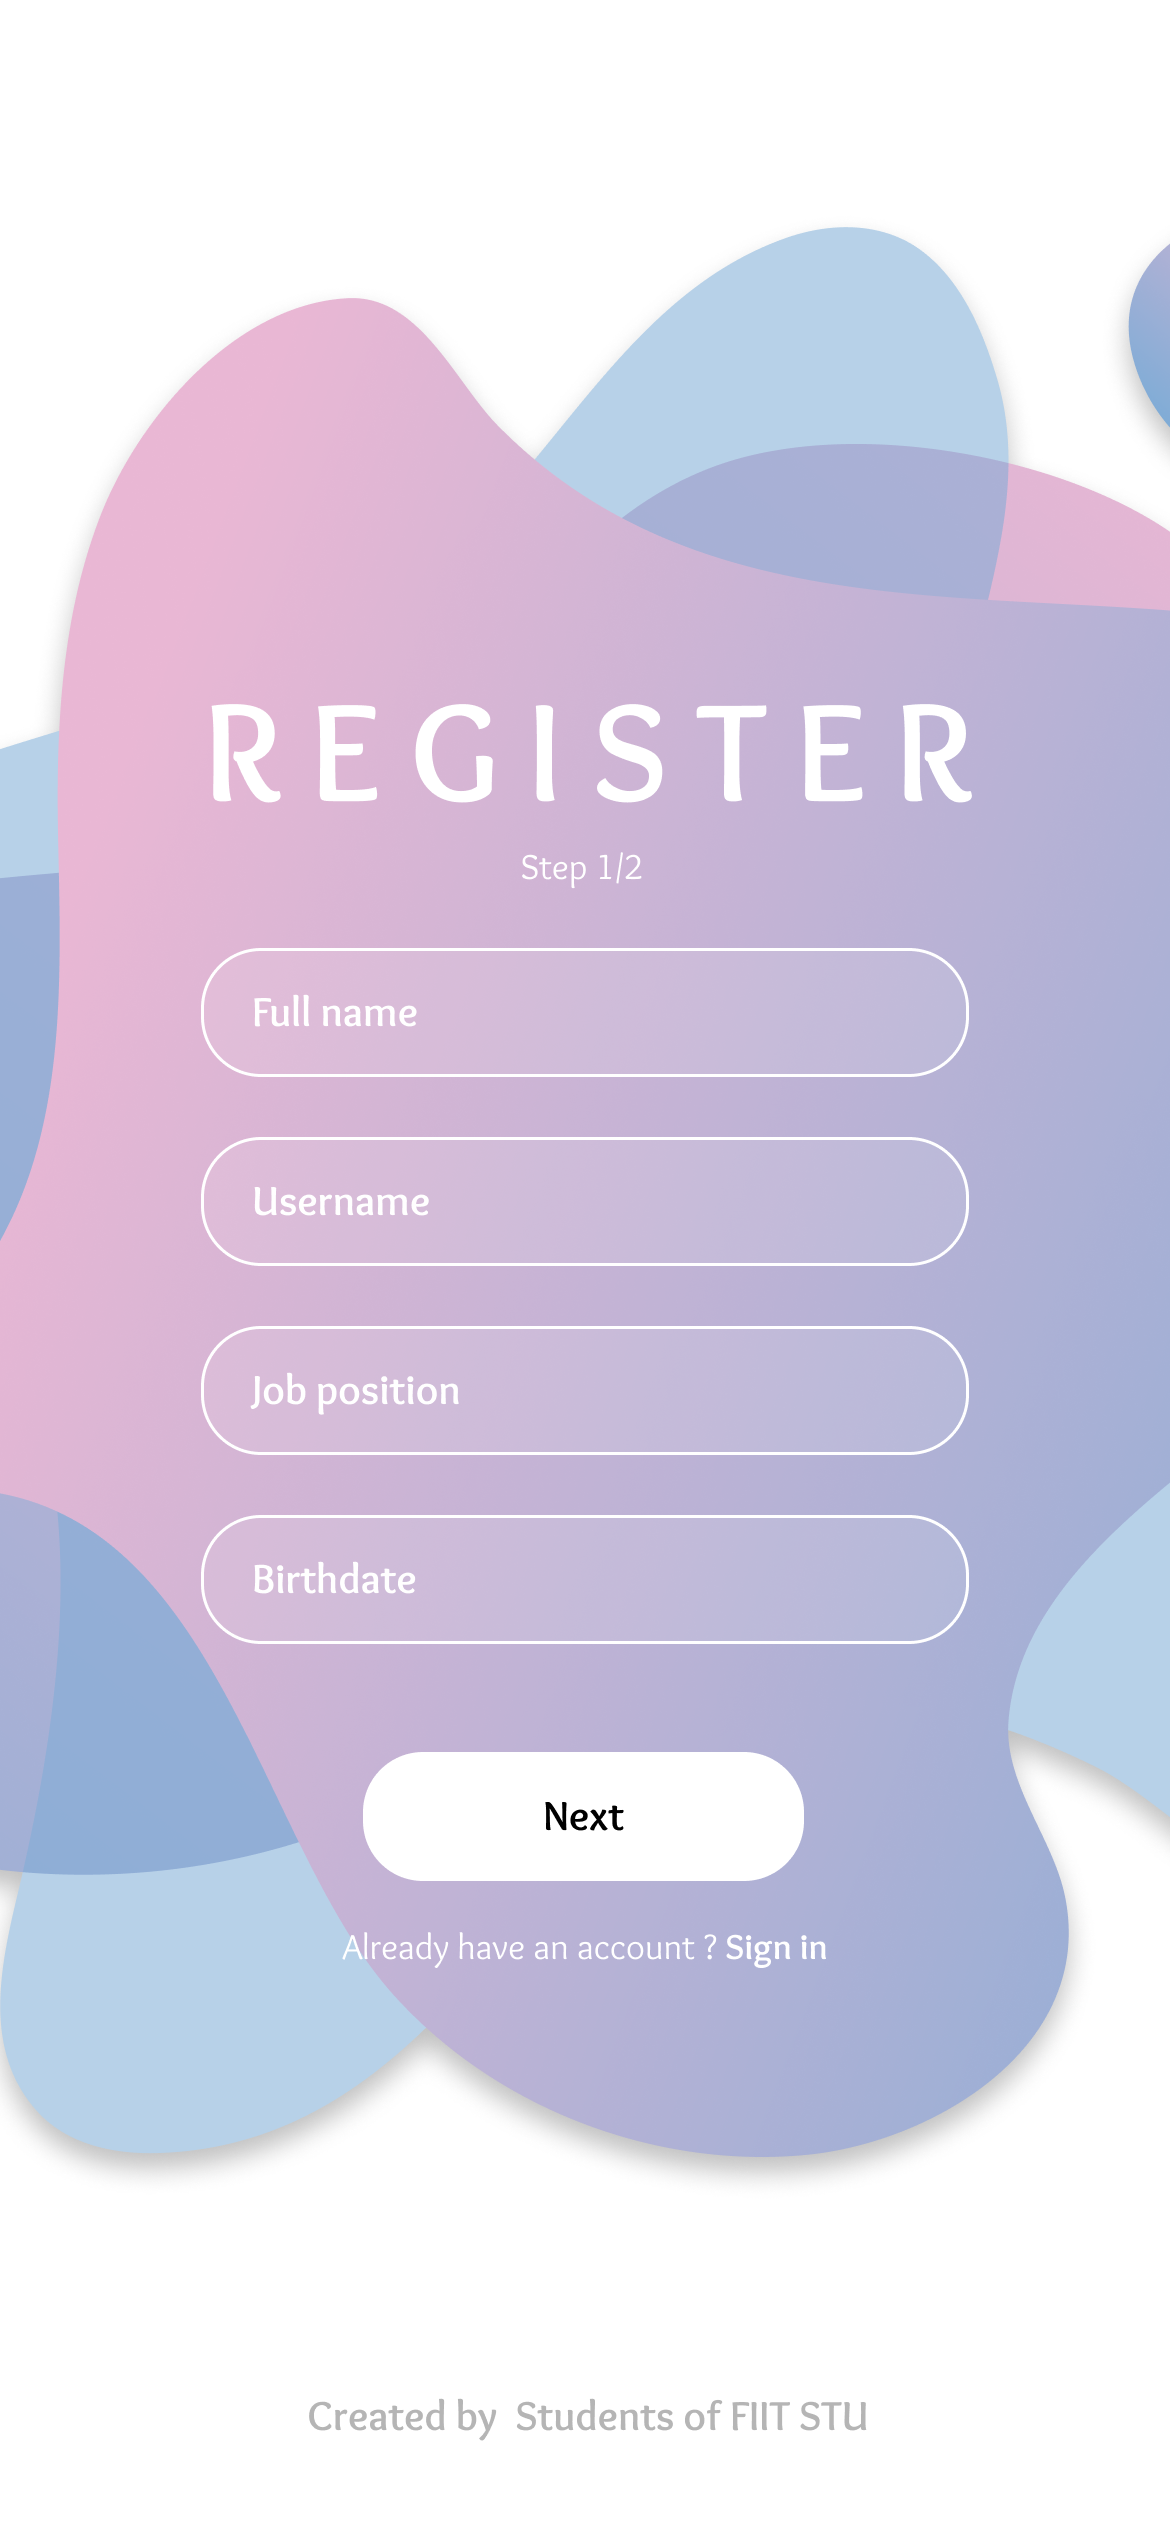 REGISTER
Step 1/2
Full name
Username
Job position
Birthdate
Next
Already have an account ? Sign in
Created by  Students of FIIT STU